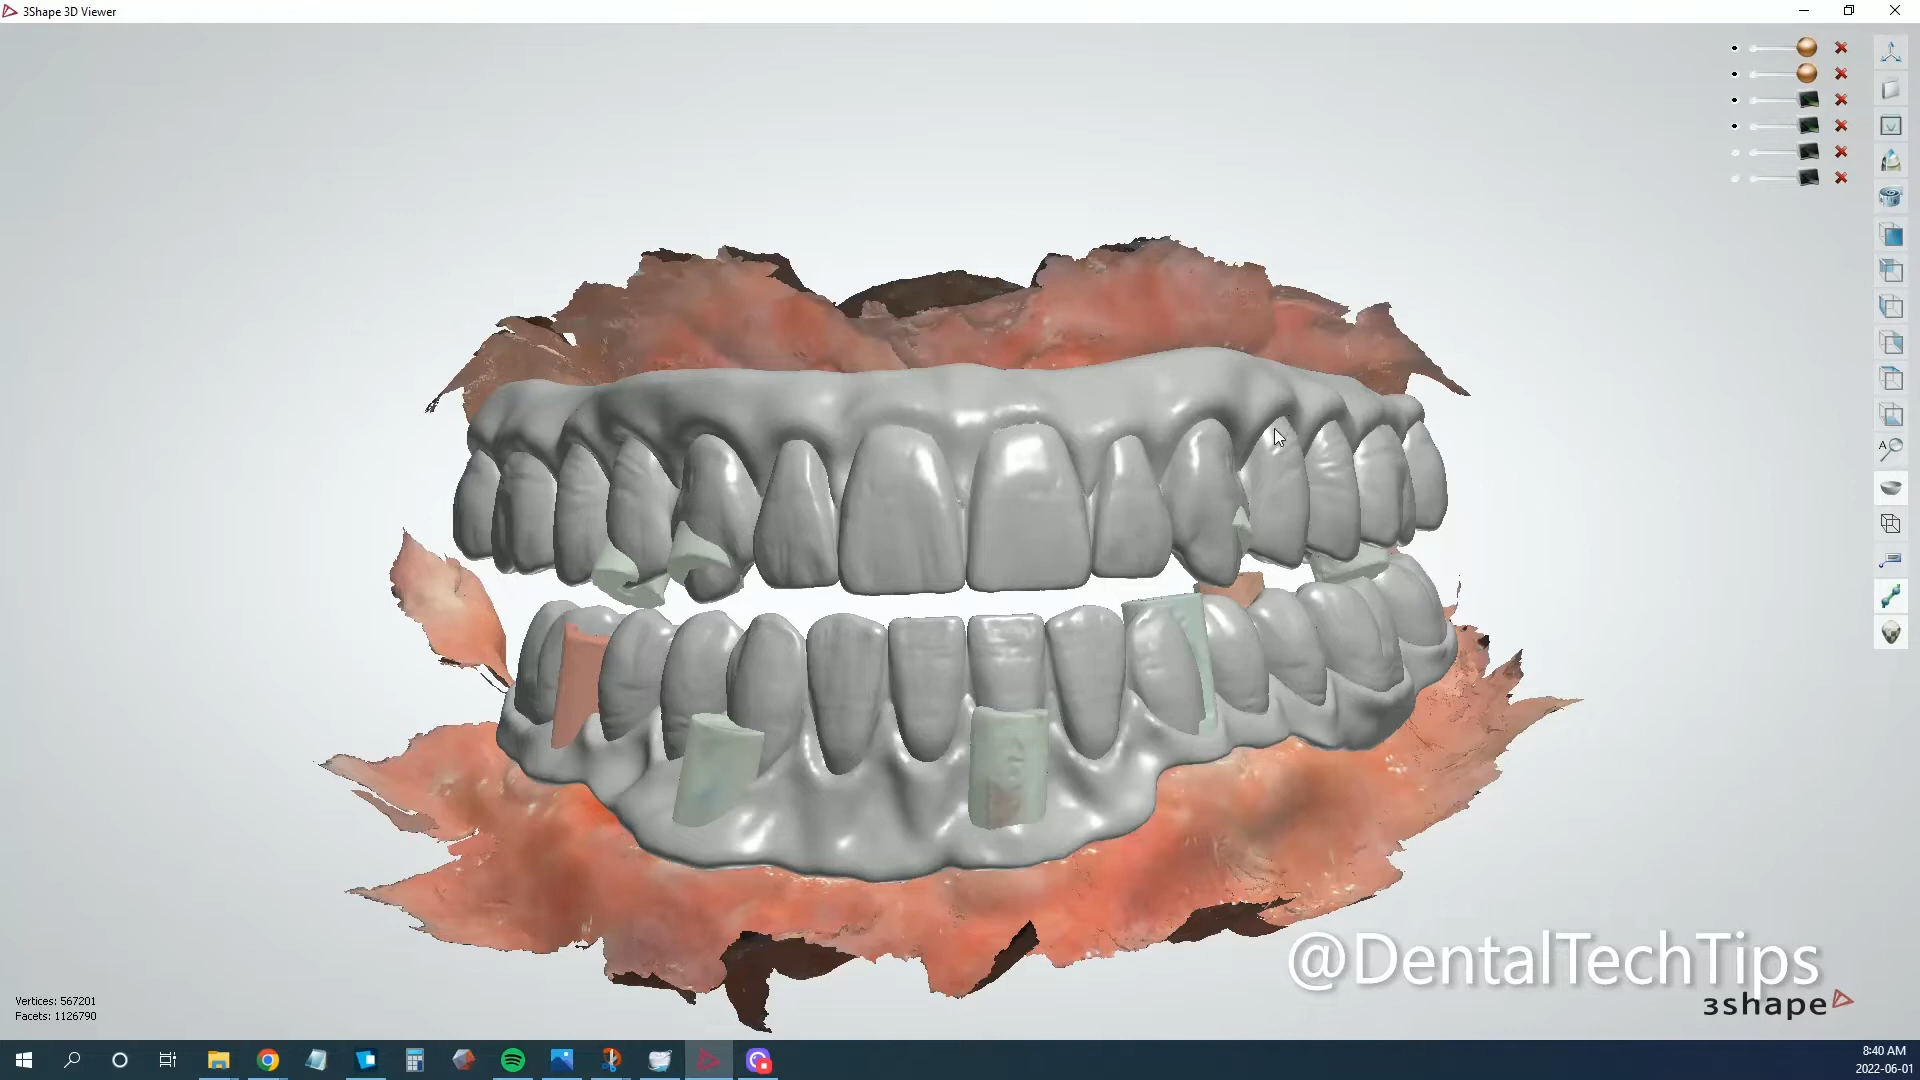 3Shape 3D Viewer
A
@DentalTechTips
3shape
Vertices: 567201
Facets: 1126790
8:40 AM
2022-06-01